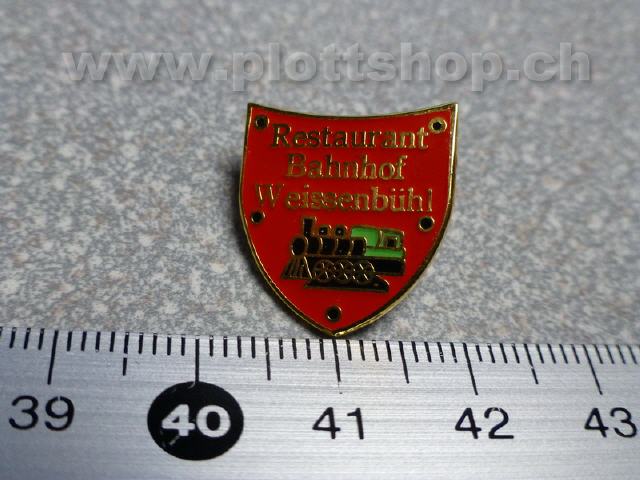 www.plottshop.ch
Restaurant
Bahnhof
Weissenbühl
39 40 41 42 43